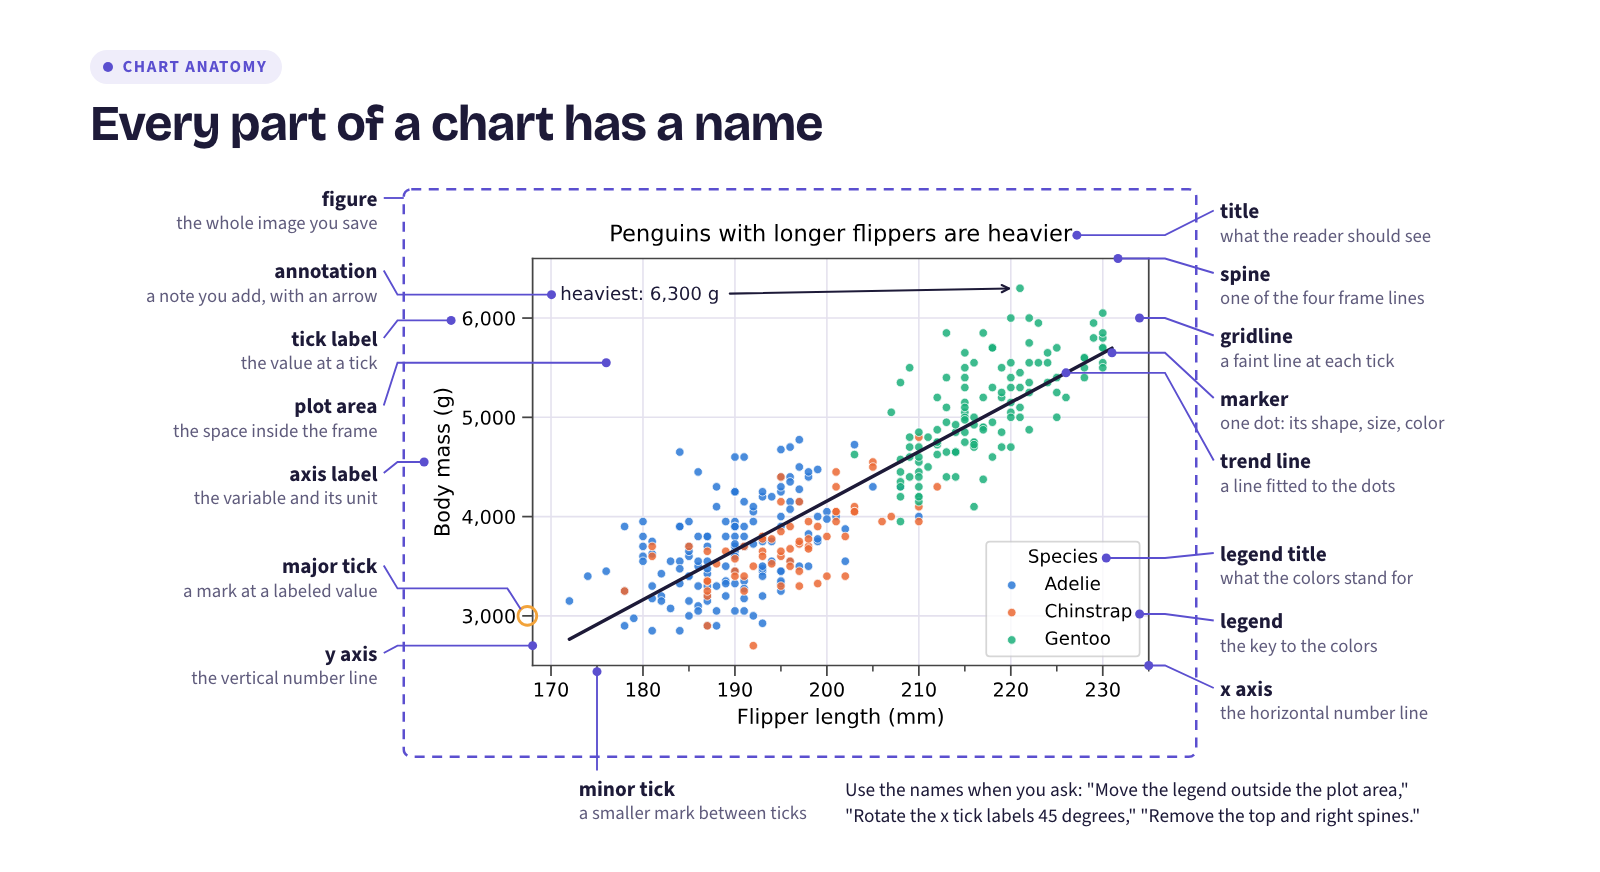 CHART ANATOMY
Every part of a chart has a name
figure
the whole image you save
annotation
a note you add, with an arrow
tick label
the value at a tick
plot area
the space inside the frame
axis label
the variable and its unit
major tick
a mark at a labeled value
y axis
the vertical number line
Penguins with longer flippers are heavier
heaviest: 6,300 g
6,000
5,000
4,000
3,000
Body mass (g)
Species
Adelie
Chinstrap
Gentoo
170 180 190 200 210 220 230
Flipper length (mm)
title
what the reader should see
spine
one of the four frame lines
gridline
a faint line at each tick
marker
one dot: its shape, size, color
trend line
a line fitted to the dots
legend title
what the colors stand for
legend
the key to the colors
x axis
the horizontal number line
minor tick
a smaller mark between ticks
Use the names when you ask: "Move the legend outside the plot area,"
"Rotate the x tick labels 45 degrees," "Remove the top and right spines."